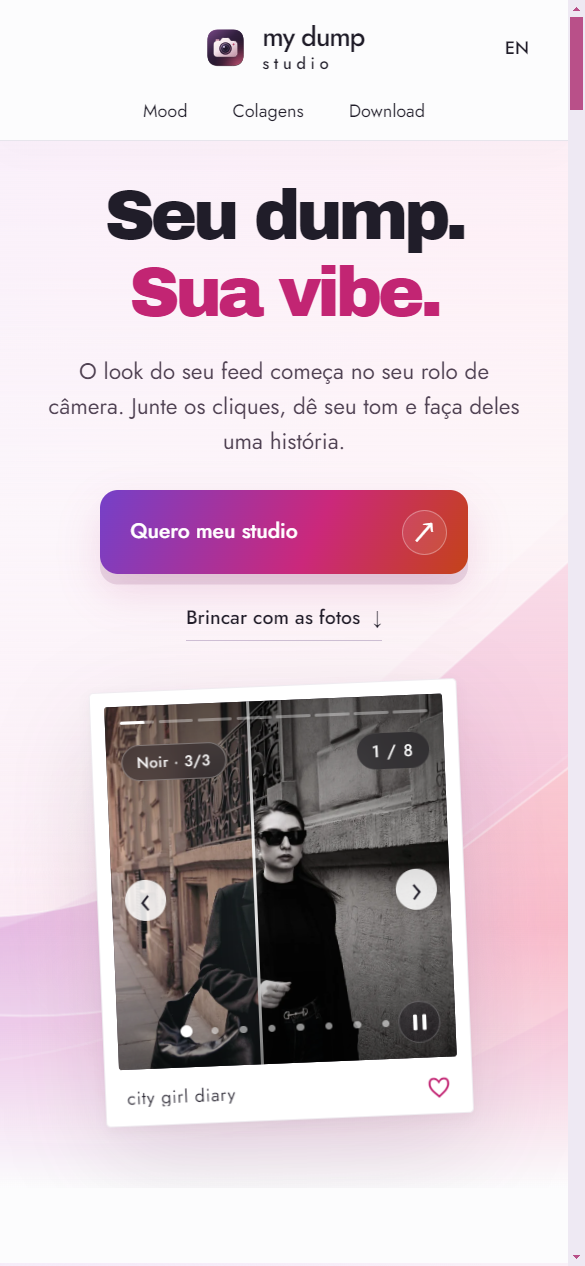 my dump
studio
EN
Mood
Colagens
Download
Seu dump.
Sua vibe.
O look do seu feed começa no seu rolo de
câmera. Junte os cliques, dê seu tom e faça deles
uma história.
Quero meu studio
Brincar com as fotos ↓
Noir · 3/3
1 / 8
city girl diary